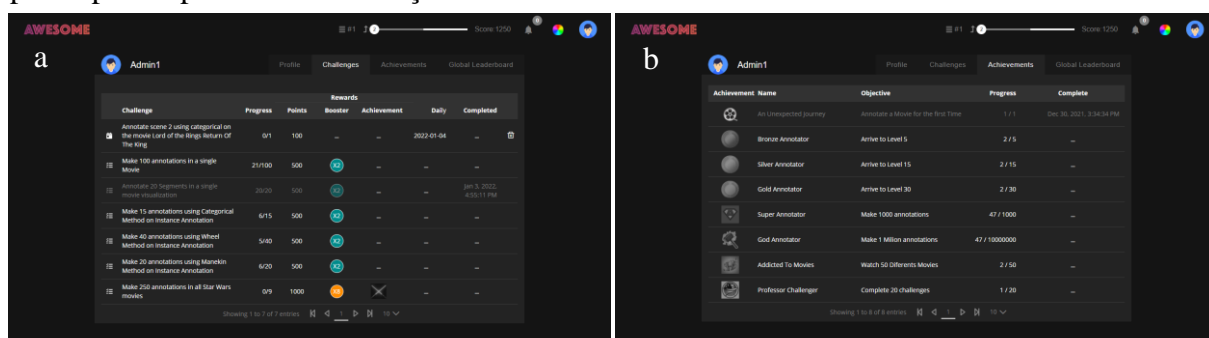 AWESOME
#1
2
Score:1250
0
a
Admin1
Profile Challenges Achievements Global Leaderboard
Rewards
Challenge Progress Points Booster Achievement Daily Completed
Annotate scene 2 using categorical on
the movie Lord of the Rings Return Of
The King
0/1 100 – – 2022-01-04 –
Make 100 annotations in a single
Movie
21/100 500 X2 – – –
Annotate 20 Segments in a single
movie visualization
20/20 500 X2 – – Jan 5, 2022,
4:50:11 PM
Make 15 annotations using Categorical
Method on Instance Annotation
6/15 500 X2 – – –
Make 40 annotations using Wheel
Method on Instance Annotation
5/40 500 X2 – – –
Make 20 annotations using Manekin
Method on Instance Annotation
6/20 500 X2 – – –
Make 250 annotations in all Star Wars
movies
0/9 1000 – –
Showing 1 to 7 of 7 entries 1 10
AWESOME
#1
2
Score:1250
0
b
Admin1
Profile Challenges Achievements Global Leaderboard
Achievement Name Objective Progress Complete
An Unexpected Journey Annotate a Movie for the first Time 1 / 1 Dec 30, 2021, 3:34:34 PM
Bronze Annotator Arrive to Level 5 2 / 5 –
Silver Annotator Arrive to Level 15 2 / 15 –
Gold Annotator Arrive to Level 30 2 / 30 –
Super Annotator Make 1000 annotations 47 / 1000 –
God Annotator Make 1 Milion annotations 47 / 10000000 –
Addicted To Movies Watch 50 Diferents Movies 2 / 50 –
Professor Challenger Complete 20 challenges 1 / 20 –
Showing 1 to 8 of 8 entries 1 10